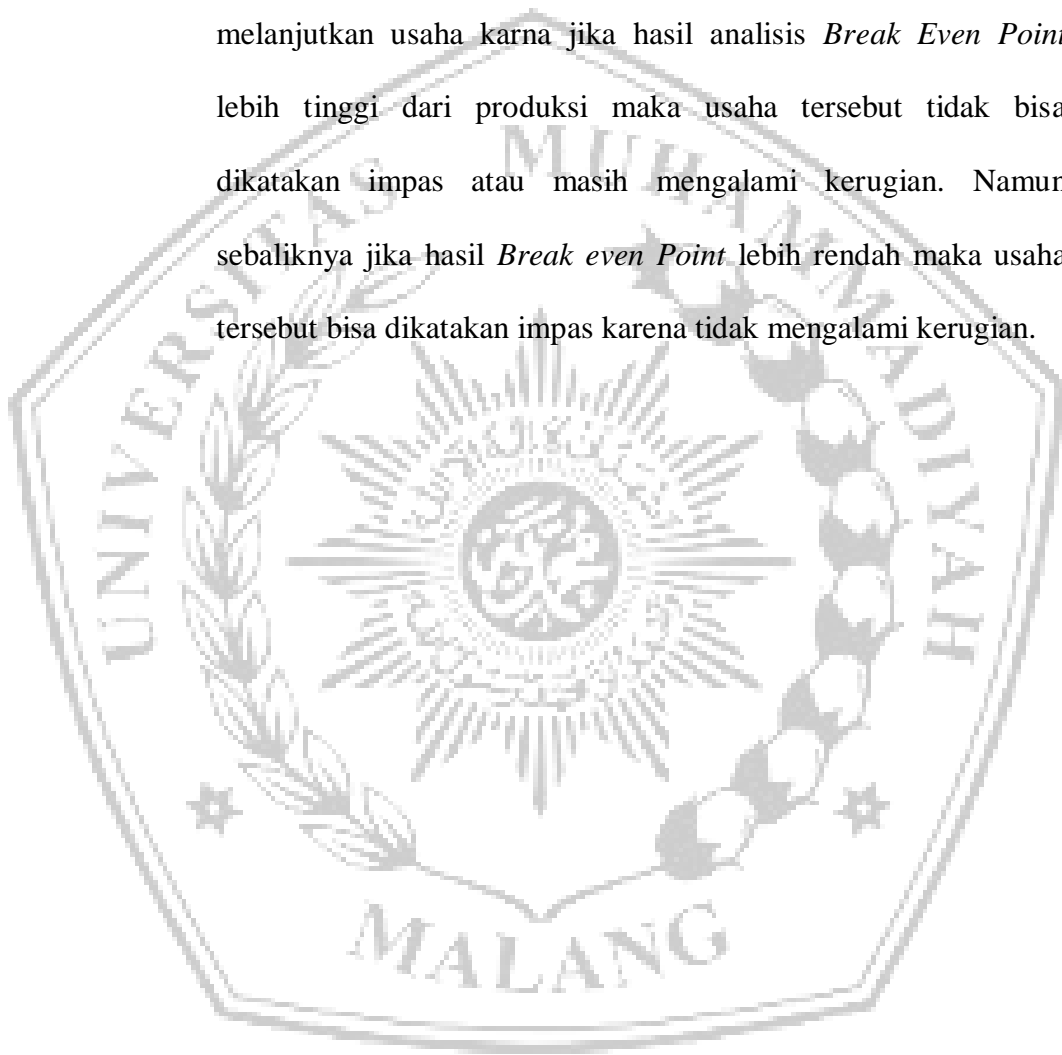 melanjutkan usaha karna jika hasil analisis Break Even Point
lebih tinggi dari produksi maka usaha tersebut tidak bisa
dikatakan impas atau masih mengalami kerugian. Namun
sebaliknya jika hasil Break even Point lebih rendah maka usaha
tersebut bisa dikatakan impas karena tidak mengalami kerugian.
UNIVERSITAS MUHAMMADIYAH
MALANG